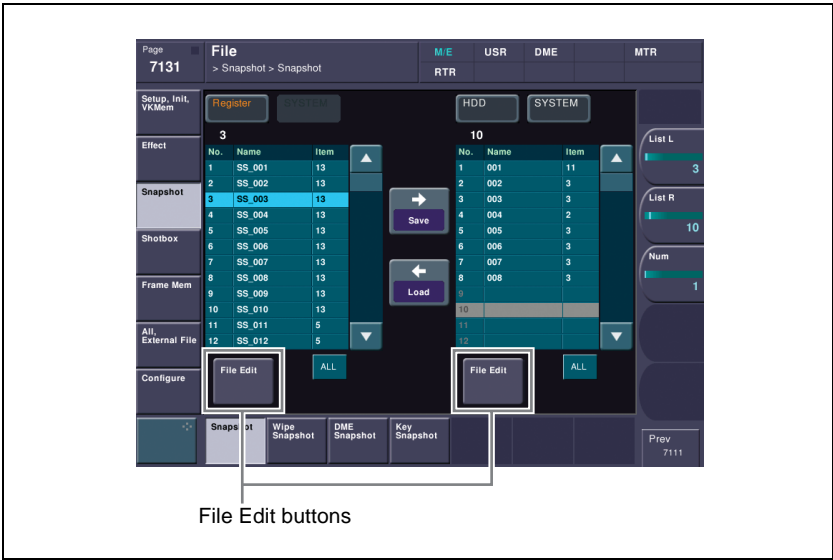 Page
7131
File
> Snapshot > Snapshot
M/E USR DME MTR
RTR
Setup, Init,
VKMem
Effect
Snapshot
Shotbox
Frame Mem
All,
External File
Configure
Register SYSTEM
3
No. Name Item
1 SS_001 13
2 SS_002 13
3 SS_003 13
4 SS_004 13
5 SS_005 13
6 SS_006 13
7 SS_007 13
8 SS_008 13
9 SS_009 13
10 SS_010 13
11 SS_011 5
12 SS_012 5
File Edit ALL
Save
Load
HDD SYSTEM
10
No. Name Item
1 001 11
2 002 3
3 003 3
4 004 2
5 005 3
6 006 3
7 007 3
8 008 3
9
10
11
12
File Edit ALL
List L
3
List R
10
Num
1
Snapshot
Wipe
Snapshot
DME
Snapshot
Key
Snapshot
Prev
7111
File Edit buttons